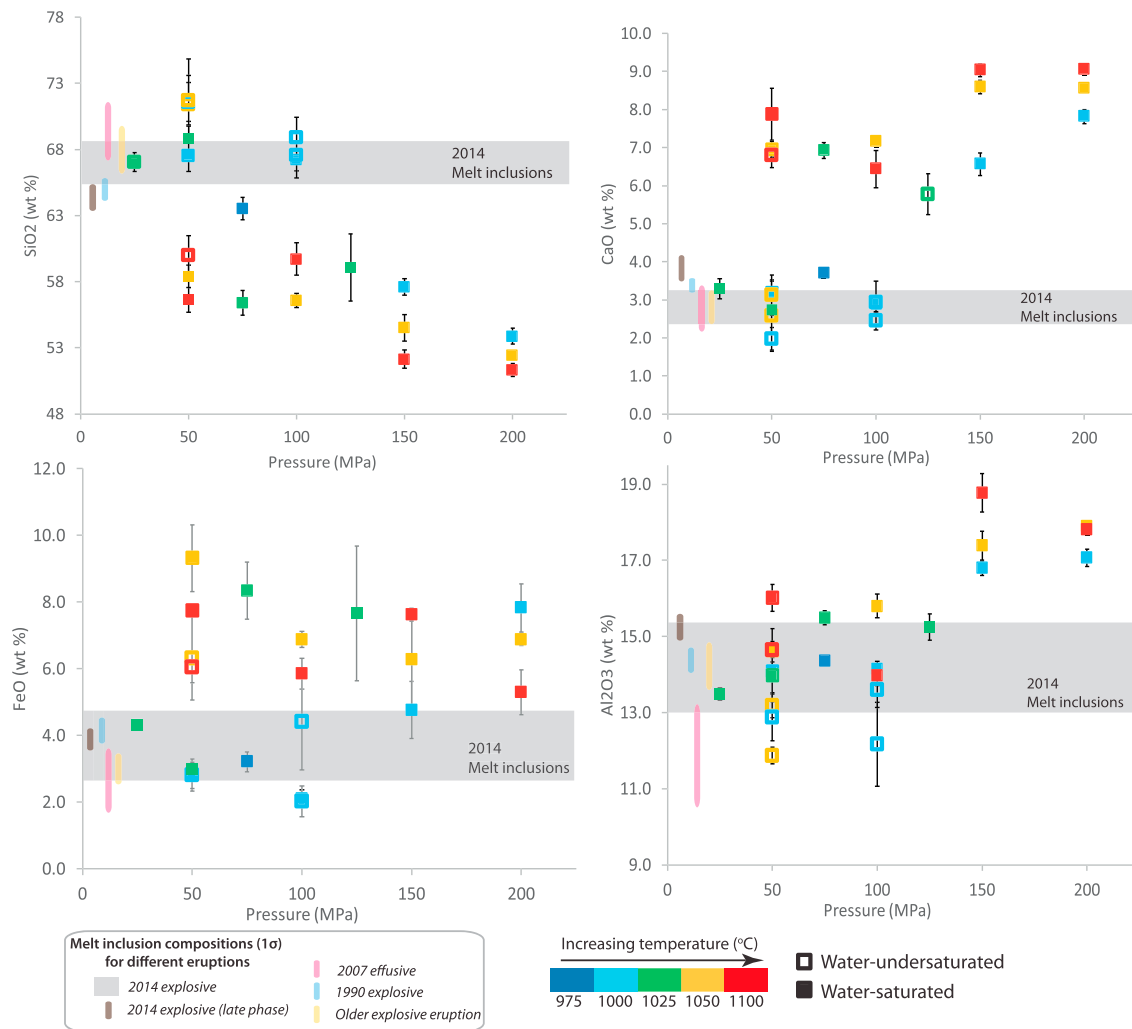 78
73
68
63
58
53
48
SiO2 (wt %)
2014
Melt inclusions
0
50
100
150
200
Pressure (MPa)
10.0
9.0
8.0
7.0
6.0
5.0
4.0
3.0
2.0
1.0
0.0
CaO (wt %)
2014
Melt inclusions
0
50
100
150
200
Pressure (MPa)
12.0
10.0
8.0
6.0
4.0
2.0
0.0
FeO (wt %)
2014
Melt inclusions
0
50
100
150
200
Pressure (MPa)
19.0
17.0
15.0
13.0
11.0
9.0
Al2O3 (wt %)
2014
Melt inclusions
0
50
100
150
200
Pressure (MPa)
Melt inclusion compositions (1σ)
for different eruptions
2014 explosive
2014 explosive (late phase)
2007 effusive
1990 explosive
Older explosive eruption
Increasing temperature (°C)
975 1000 1025 1050 1100
Water-undersaturated
Water-saturated